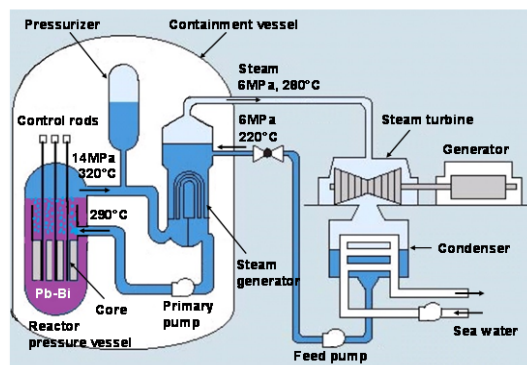 Pressurizer
Containment vessel
Steam
6MPa, 280°C
Control rods
6MPa
220°C
Steam turbine
Generator
14MPa
320°C
290°C
Condenser
Steam
generator
Pb-Bi
Core
Primary
pump
Reactor
pressure vessel
Sea water
Feed pump